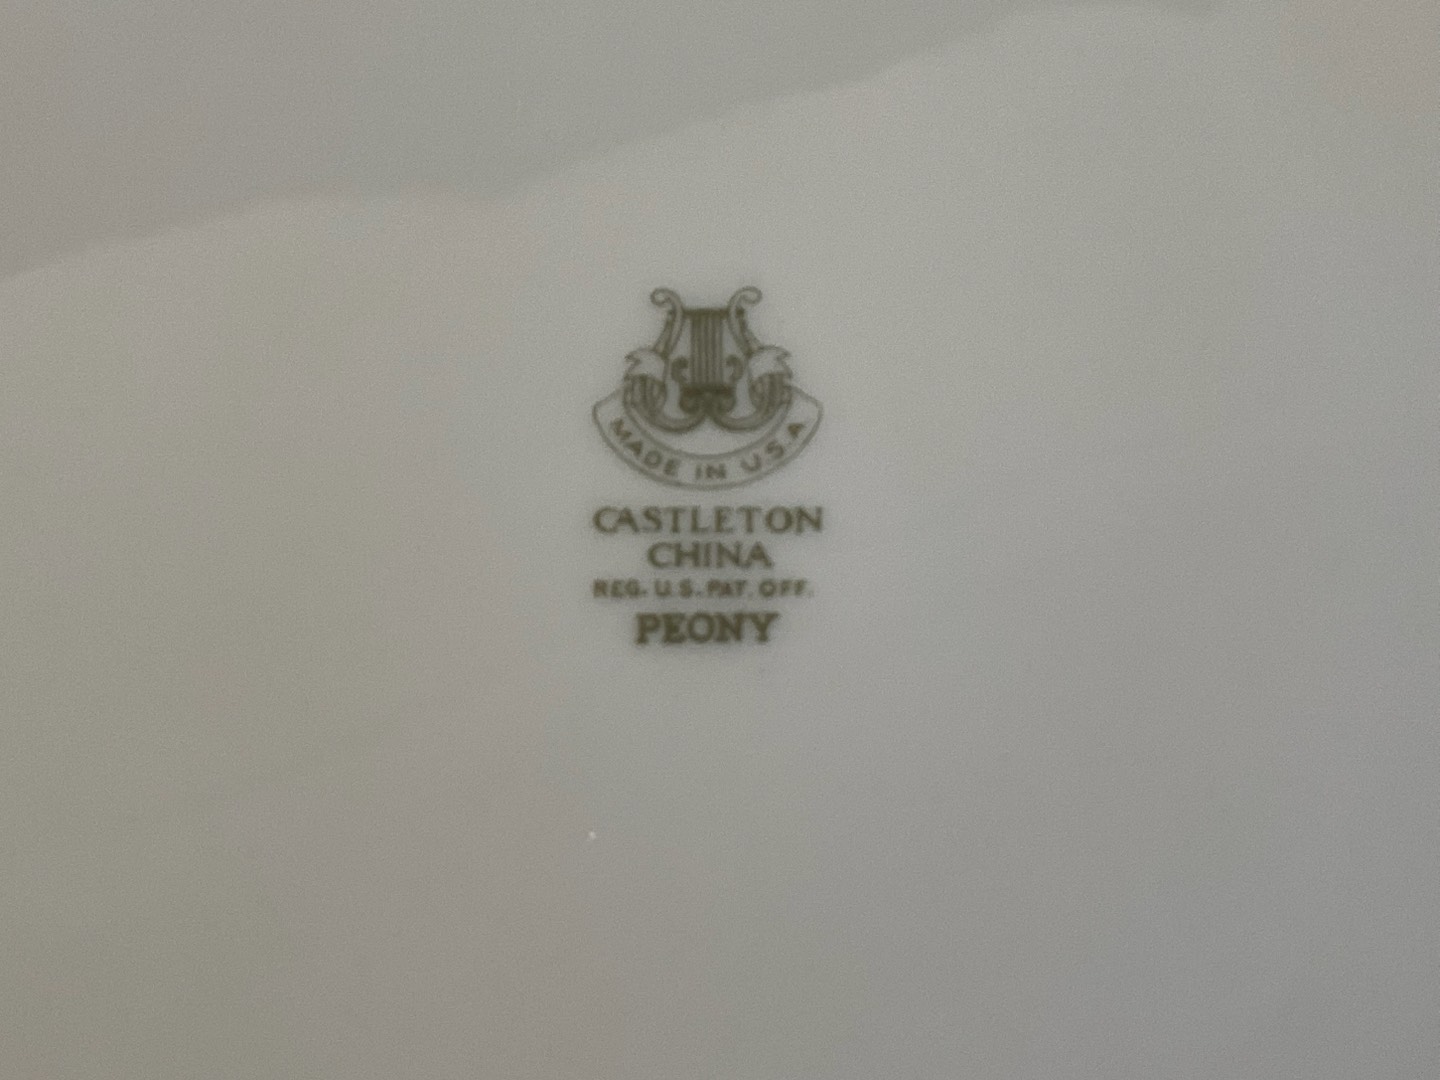 MADE IN U.S.A
CASTLETON
CHINA
REG. U.S. PAT. OFF.
PEONY